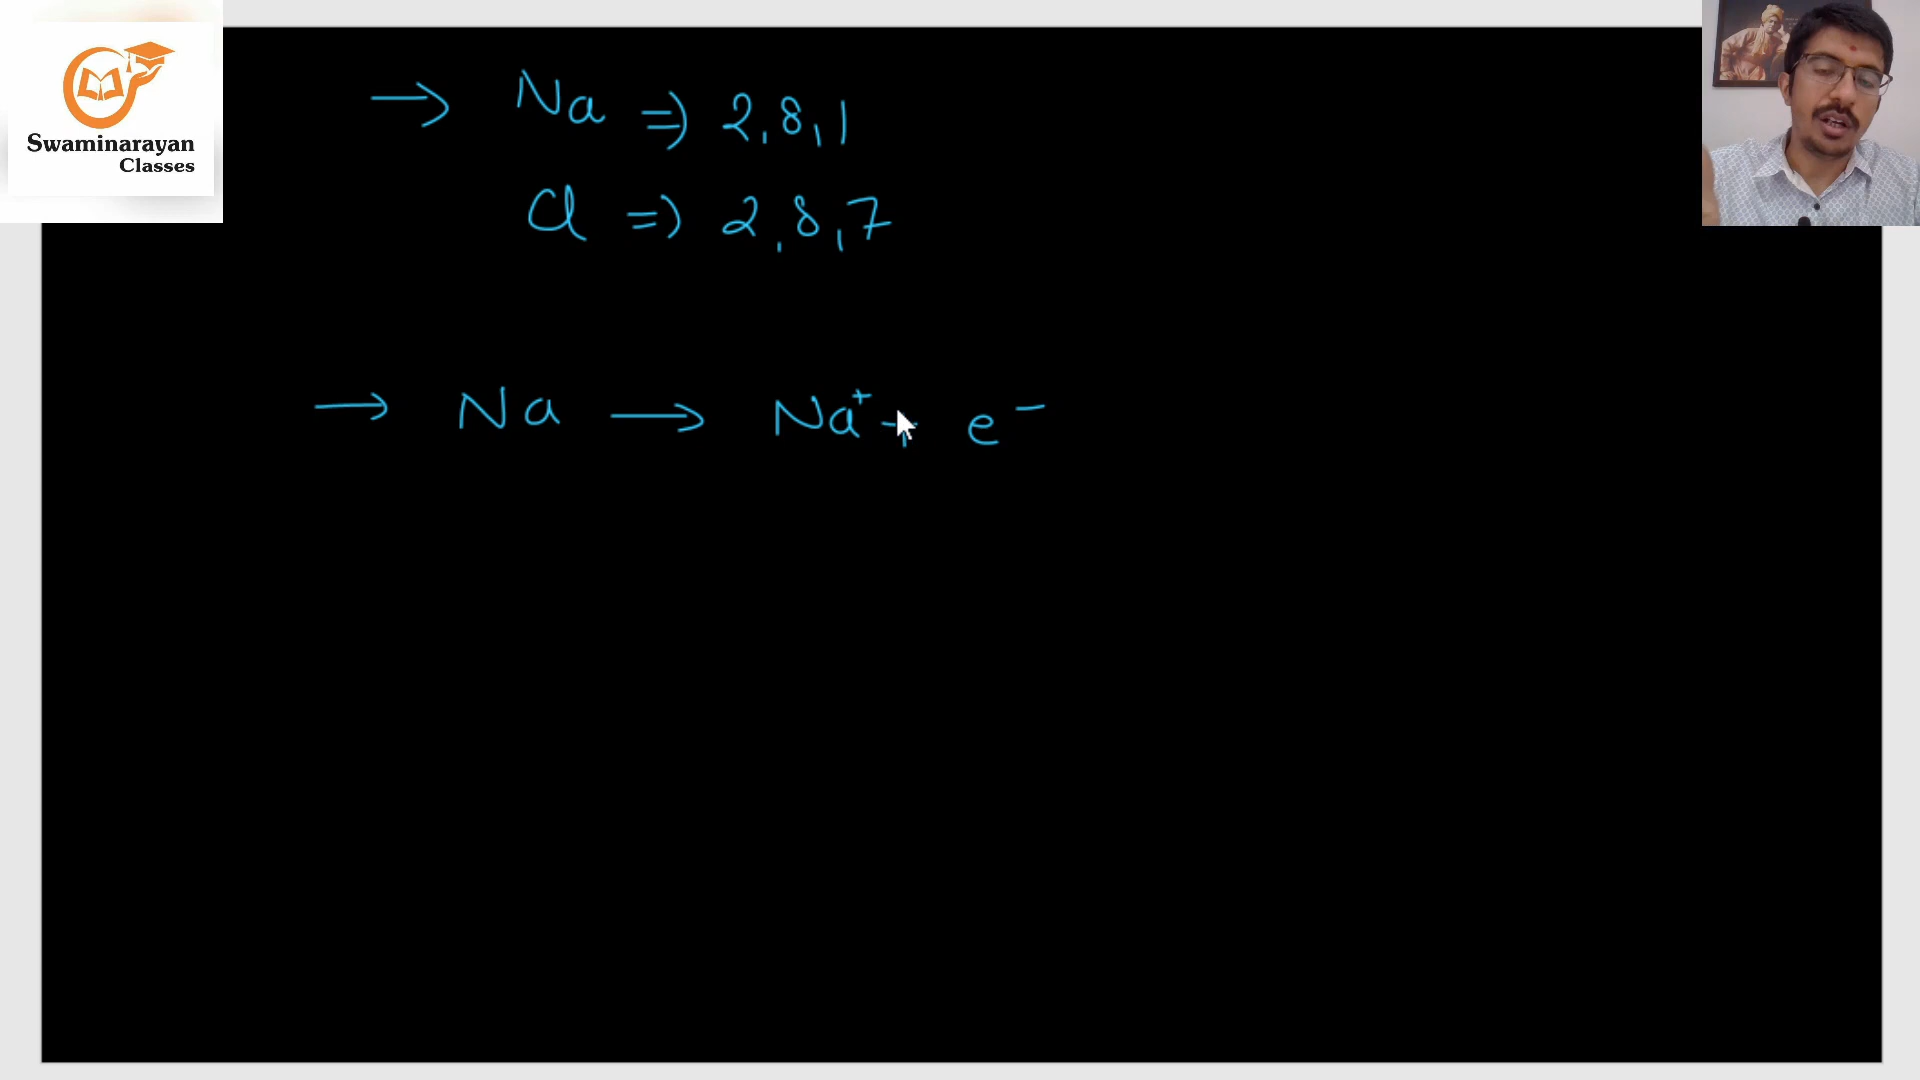 Swaminarayan
Classes
→ Na => 2,8,1
Cl => 2,8,7
→ Na → Na⁺ + e⁻